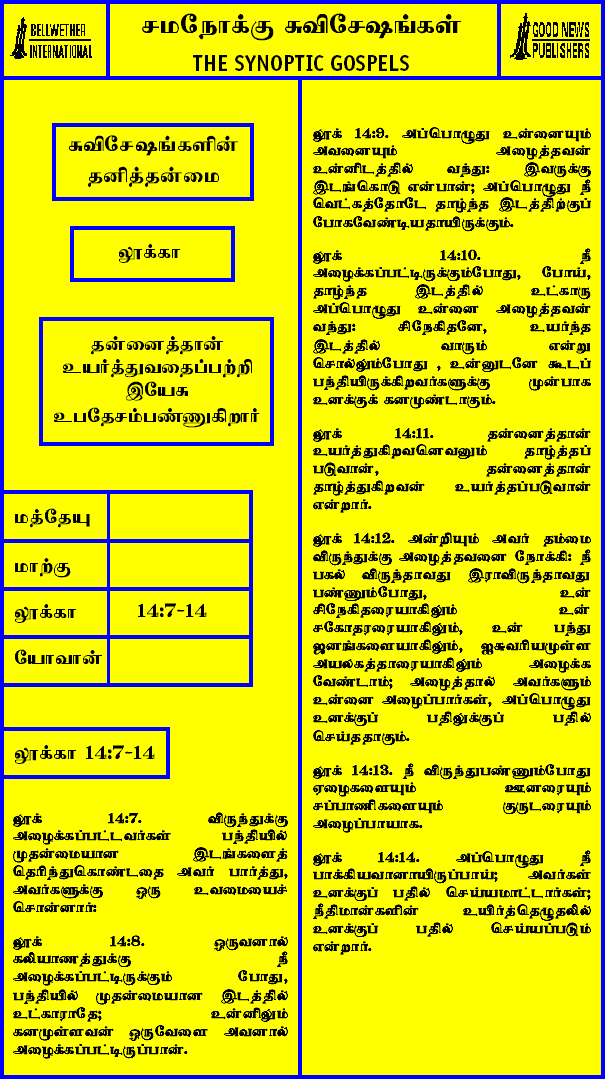 BELLWETHER
INTERNATIONAL
சமநோக்கு சுவிசேஷங்கள்
THE SYNOPTIC GOSPELS
GOOD NEWS
PUBLISHERS
சுவிசேஷங்களின்
தனித்தன்மை
லூக்கா
தன்னைத்தான்
உயர்த்துவதைப்பற்றி
இயேசு
உபதேசம்பண்ணுகிறார்
மத்தேயு
மாற்கு
லூக்கா 14:7-14
யோவான்
லூக்கா 14:7-14
லூக் 14:7. விருந்துக்கு
அழைக்கப்பட்டவர்கள் பந்தியில்
முதன்மையான இடங்களைத்
தெரிந்துகொண்டதை அவர் பார்த்து,
அவர்களுக்கு ஒரு உவமையைச்
சொன்னார்:
லூக் 14:8. ஒருவனால்
கலியாணத்துக்கு நீ
அழைக்கப்பட்டிருக்கும் போது,
பந்தியில் முதன்மையான இடத்தில்
உட்காராதே; உன்னிலும்
கனமுள்ளவன் ஒருவேளை அவனால்
அழைக்கப்பட்டிருப்பான்.
லூக் 14:9. அப்பொழுது உன்னையும்
அவனையும் அழைத்தவன்
உன்னிடத்தில் வந்து: இவருக்கு
இடங்கொடு என்பான்; அப்பொழுது நீ
வெட்கத்தோடே தாழ்ந்த இடத்திற்குப்
போகவேண்டியதாயிருக்கும்.
லூக் 14:10. நீ
அழைக்கப்பட்டிருக்கும்போது, போய்,
தாழ்ந்த இடத்தில் உட்காரு
அப்பொழுது உன்னை அழைத்தவன்
வந்து: சிநேகிதனே, உயர்ந்த
இடத்தில் வாரும் என்று
சொல்லும்போது , உன்னுடனே கூடப்
பந்தியிருக்கிறவர்களுக்கு முன்பாக
உனக்குக் கனமுண்டாகும்.
லூக் 14:11. தன்னைத்தான்
உயர்த்துகிறவனெவனும் தாழ்த்தப்
படுவான், தன்னைத்தான்
தாழ்த்துகிறவன் உயர்த்தப்படுவான்
என்றார்.
லூக் 14:12. அன்றியும் அவர் தம்மை
விருந்துக்கு அழைத்தவனை நோக்கி: நீ
பகல் விருந்தாவது இராவிருந்தாவது
பண்ணும்போது, உன்
சிநேகிதரையாகிலும் உன்
சகோதரரையாகிலும், உன் பந்து
ஜனங்களையாகிலும், ஐசுவரியமுள்ள
அயலகத்தாரையாகிலும் அழைக்க
வேண்டாம்; அழைத்தால் அவர்களும்
உன்னை அழைப்பார்கள், அப்பொழுது
உனக்குப் பதிலுக்குப் பதில்
செய்ததாகும்.
லூக் 14:13. நீ விருந்துபண்ணும்போது
ஏழைகளையும் ஊனரையும்
சப்பாணிகளையும் குருடரையும்
அழைப்பாயாக.
லூக் 14:14. அப்பொழுது நீ
பாக்கியவானாயிருப்பாய்; அவர்கள்
உனக்கு பதில் செய்யமாட்டார்கள்;
நீதிமான்களின் உயிர்த்தெழுதலில்
உனக்குப் பதில் செய்யப்படும்
என்றார்.